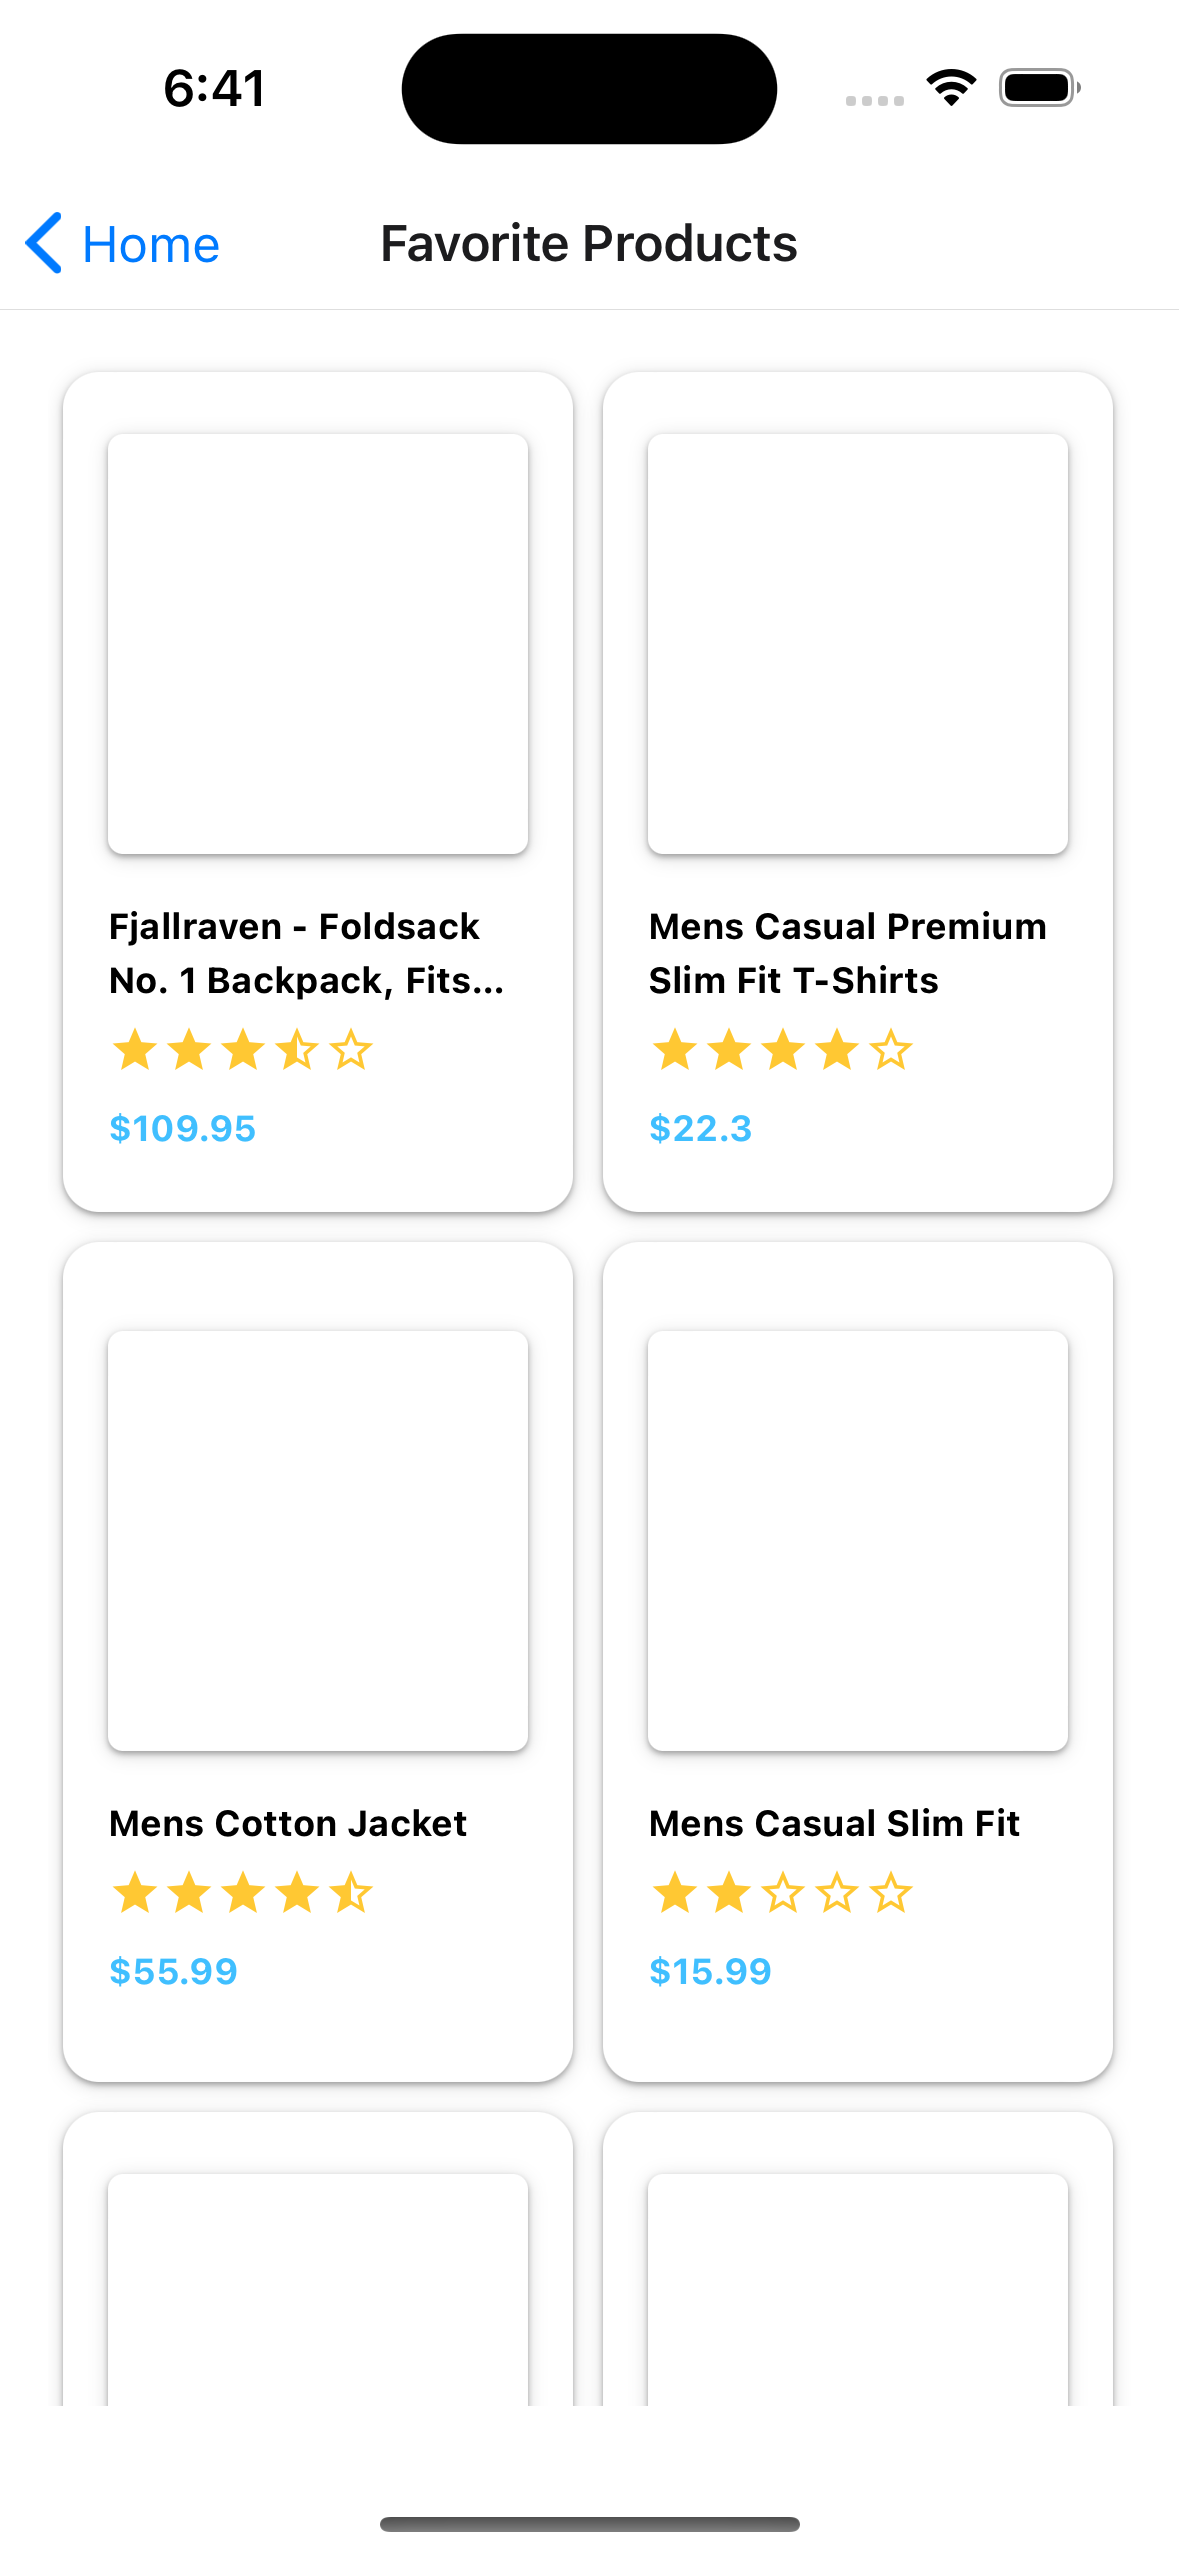 6:41
Home
Favorite Products
Fjallraven - Foldsack
No. 1 Backpack, Fits...
$109.95
Mens Casual Premium
Slim Fit T-Shirts
$22.3
Mens Cotton Jacket
$55.99
Mens Casual Slim Fit
$15.99